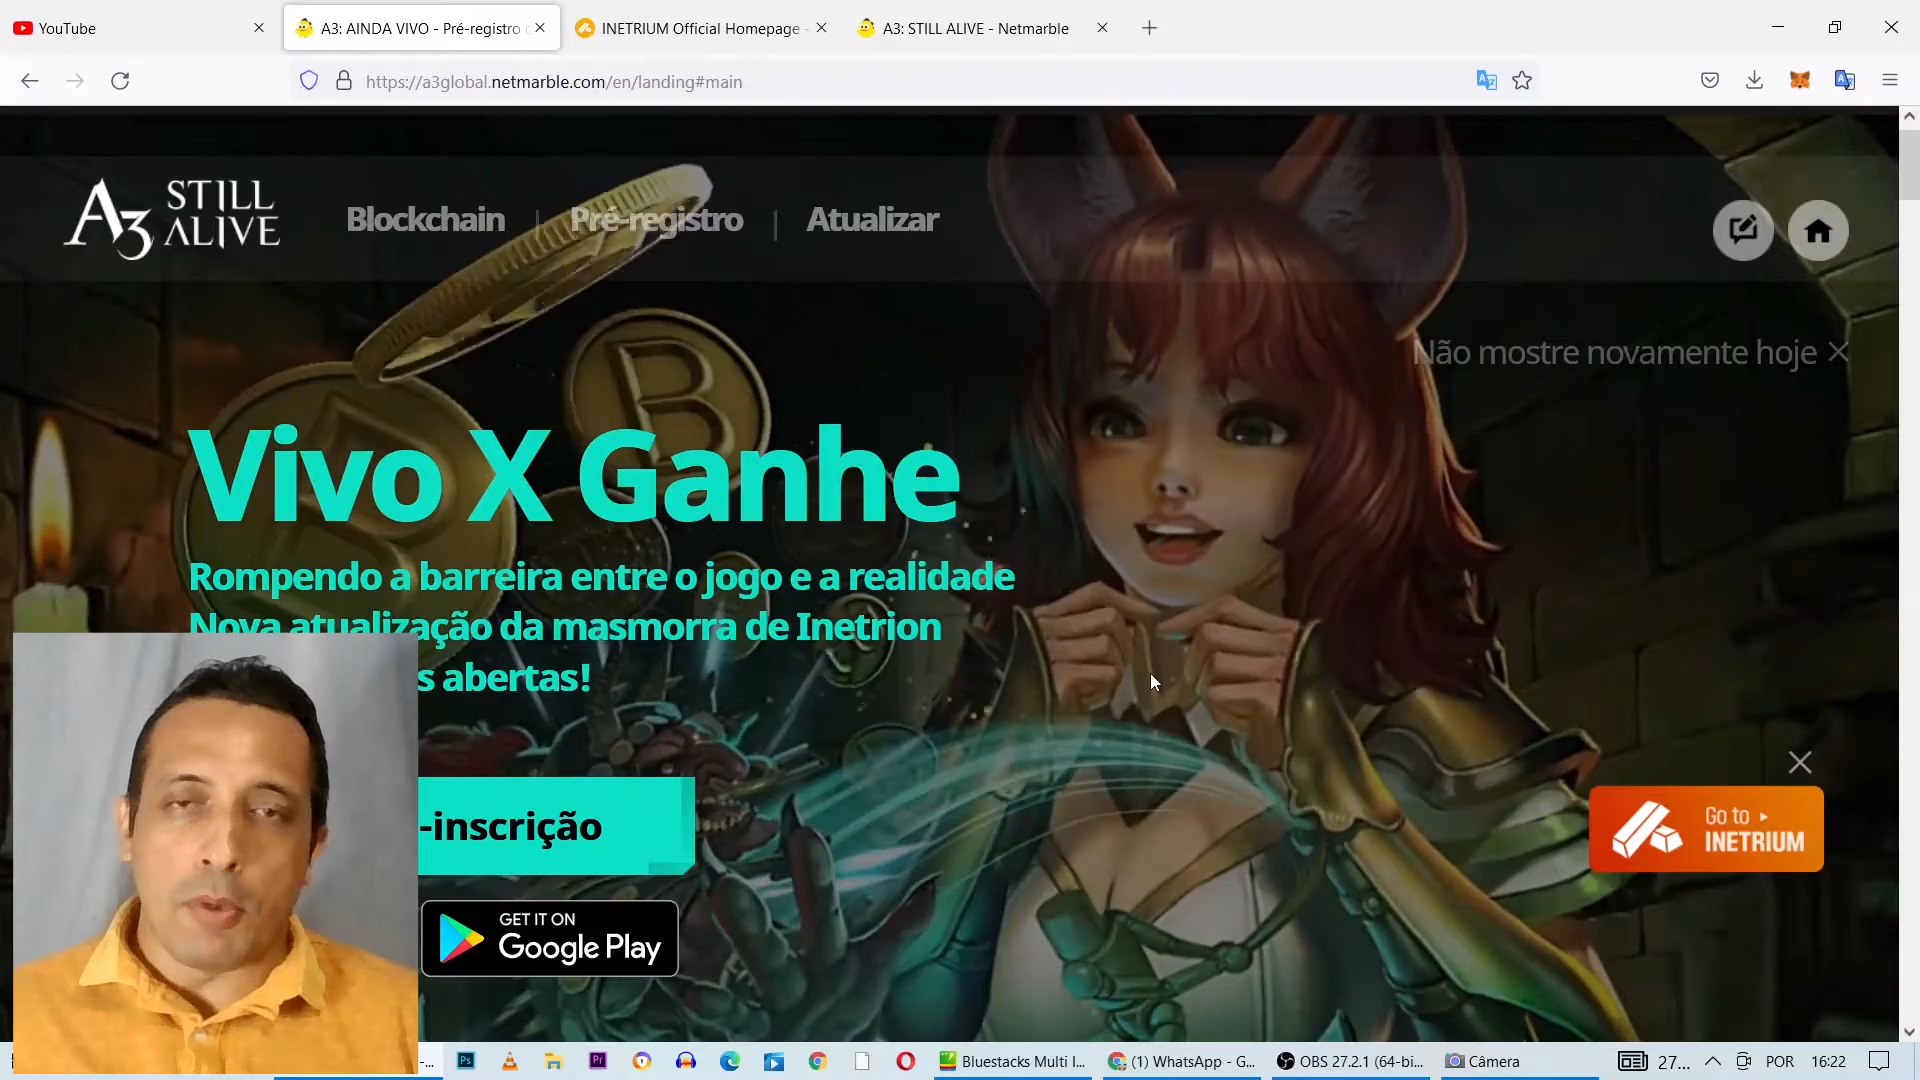 YouTube
A3: AINDA VIVO - Pré-registro
INETRIUM Official Homepage -
A3: STILL ALIVE - Netmarble
https://a3global.netmarble.com/en/landing#main
A3 STILL ALIVE
Blockchain | Pré-registro | Atualizar
Não mostre novamente hoje
Vivo X Ganhe
Rompendo a barreira entre o jogo e a realidade
Nova atualização da masmorra de Inetrion
s abertas!
-inscrição
GET IT ON
Google Play
Go to
INETRIUM
Bluestacks Multi I...
(1) WhatsApp - G...
OBS 27.2.1 (64-bi...
Câmera
27...
POR
16:22